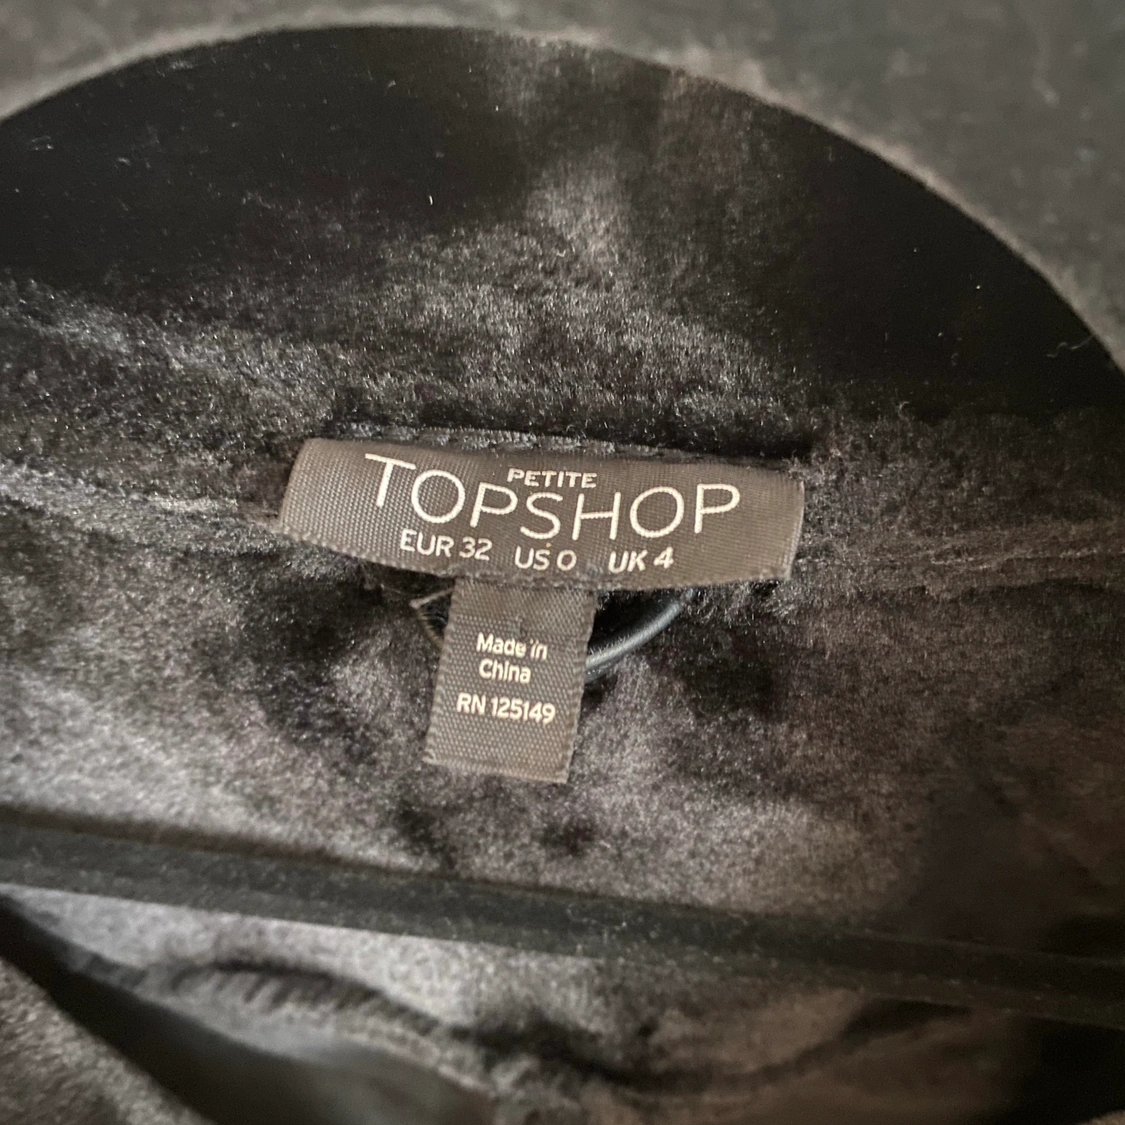 PETITE
TOPSHOP
EUR 32 US 0 UK 4
Made in
China
RN 125149